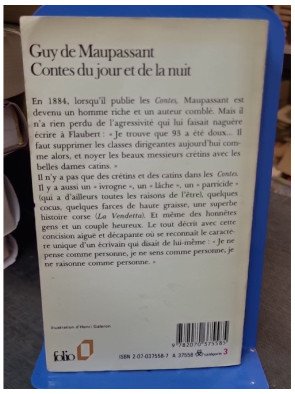 Guy de Maupassant
Contes du jour et de la nuit
En 1884, lorsqu'il publie les Contes, Maupassant est
devenu un homme riche et un auteur comblé. Mais il
n'a rien perdu de l'agressivité qui lui faisait naguère
écrire à Flaubert : « Je trouve que 93 a été doux... Il
faut supprimer les classes dirigeantes aujourd'hui com-
me alors, et noyer les beaux messieurs crétins avec les
belles dames catins. »
Il n'y a pas que des crétins et des catins dans les Contes.
Il y a aussi un « ivrogne », un « lâche », un « parricide »
(qui a d'ailleurs toutes les raisons de l'être), quelques
cocus, quelques farces de haute graisse, une superbe
histoire corse (La Vendetta). Et même des honnêtes
gens et un couple heureux. Le tout décrit avec cette
concision aiguë et décapante où se reconnaît le caractè-
re unique d'un écrivain qui disait de lui-même : « Je ne
pense comme personne, je ne sens comme personne, je
ne raisonne comme personne. »
Illustration d'Henri Galeron.
9 782070 375585
folio
ISBN 2-07-037558-7 A 37558 catégorie 3